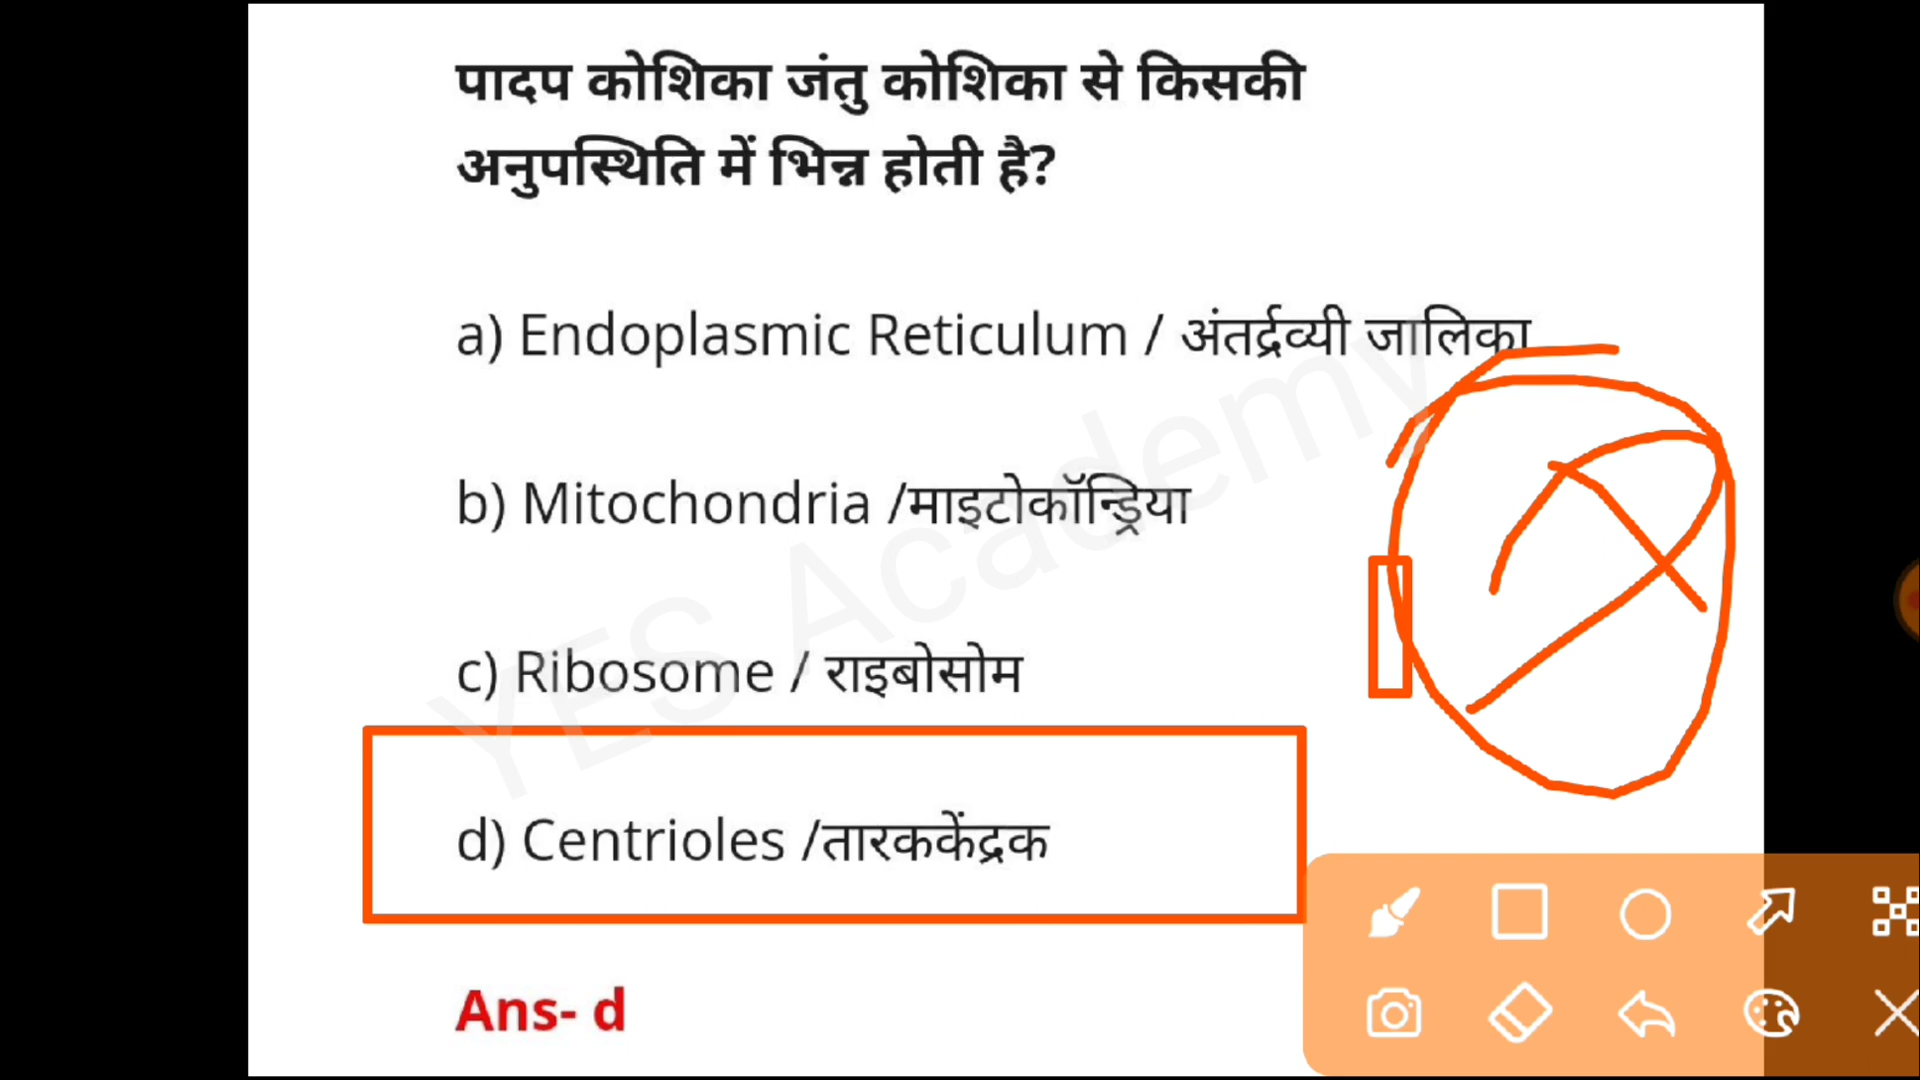 पादप कोशिका जंतु कोशिका से किसकी
अनुपस्थिति में भिन्न होती है?
a) Endoplasmic Reticulum / अंतर्द्रव्यी जालिका
b) Mitochondria /माइटोकॉन्ड्रिया
c) Ribosome / राइबोसोम
d) Centrioles /तारककेंद्रक
Ans- d
YES Academy